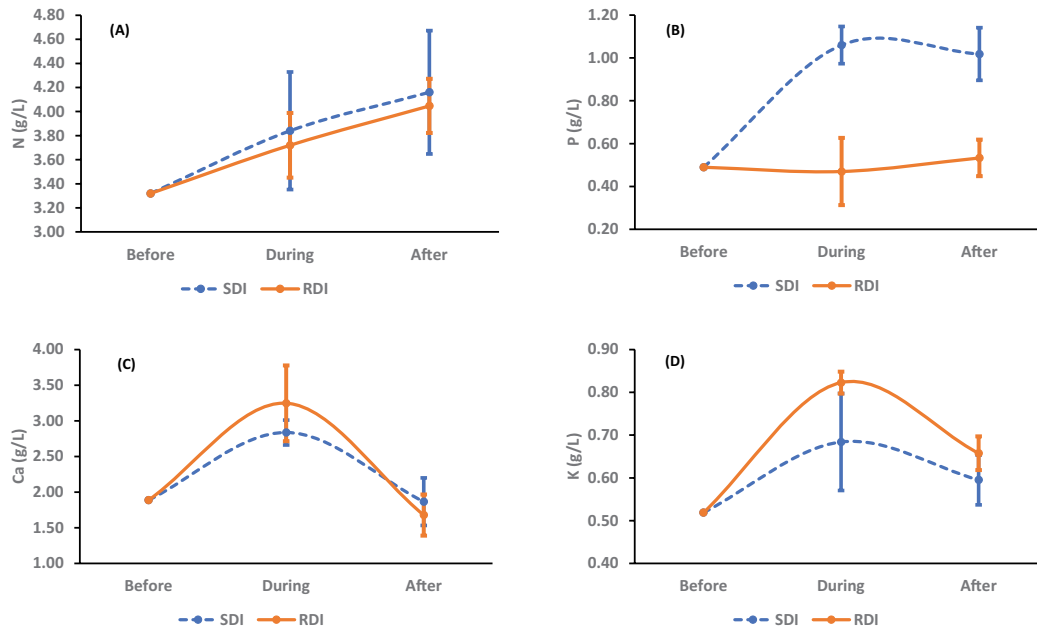 (A)
N (g/L)
4.80
4.60
4.40
4.20
4.00
3.80
3.60
3.40
3.20
3.00
Before During After
SDI RDI
(B)
P (g/L)
1.20
1.00
0.80
0.60
0.40
0.20
Before During After
SDI RDI
(C)
Ca (g/L)
4.00
3.50
3.00
2.50
2.00
1.50
1.00
Before During After
SDI RDI
(D)
K (g/L)
0.90
0.80
0.70
0.60
0.50
0.40
Before During After
SDI RDI